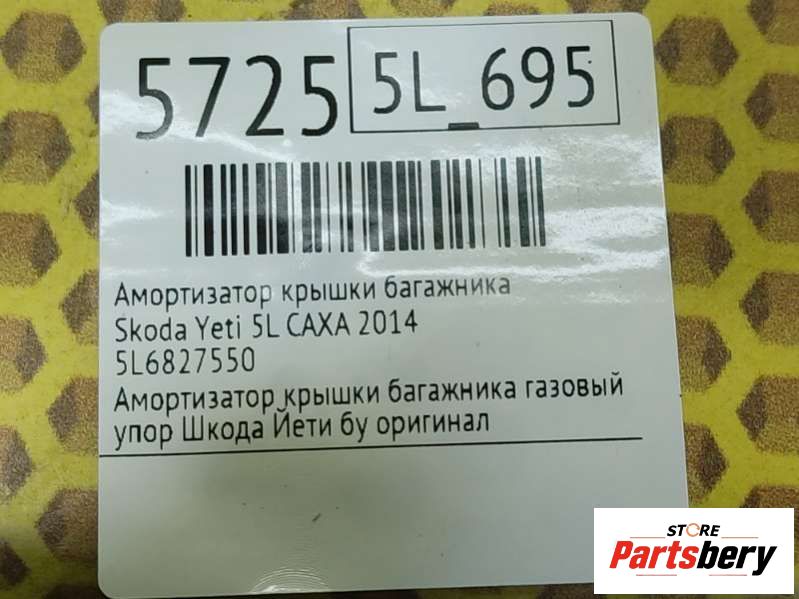 5725 5L_695
Амортизатор крышки багажника
Skoda Yeti 5L CAXA 2014
5L6827550
Амортизатор крышки багажника газовый
упор Шкода Йети бу оригинал
STORE
Partsbery